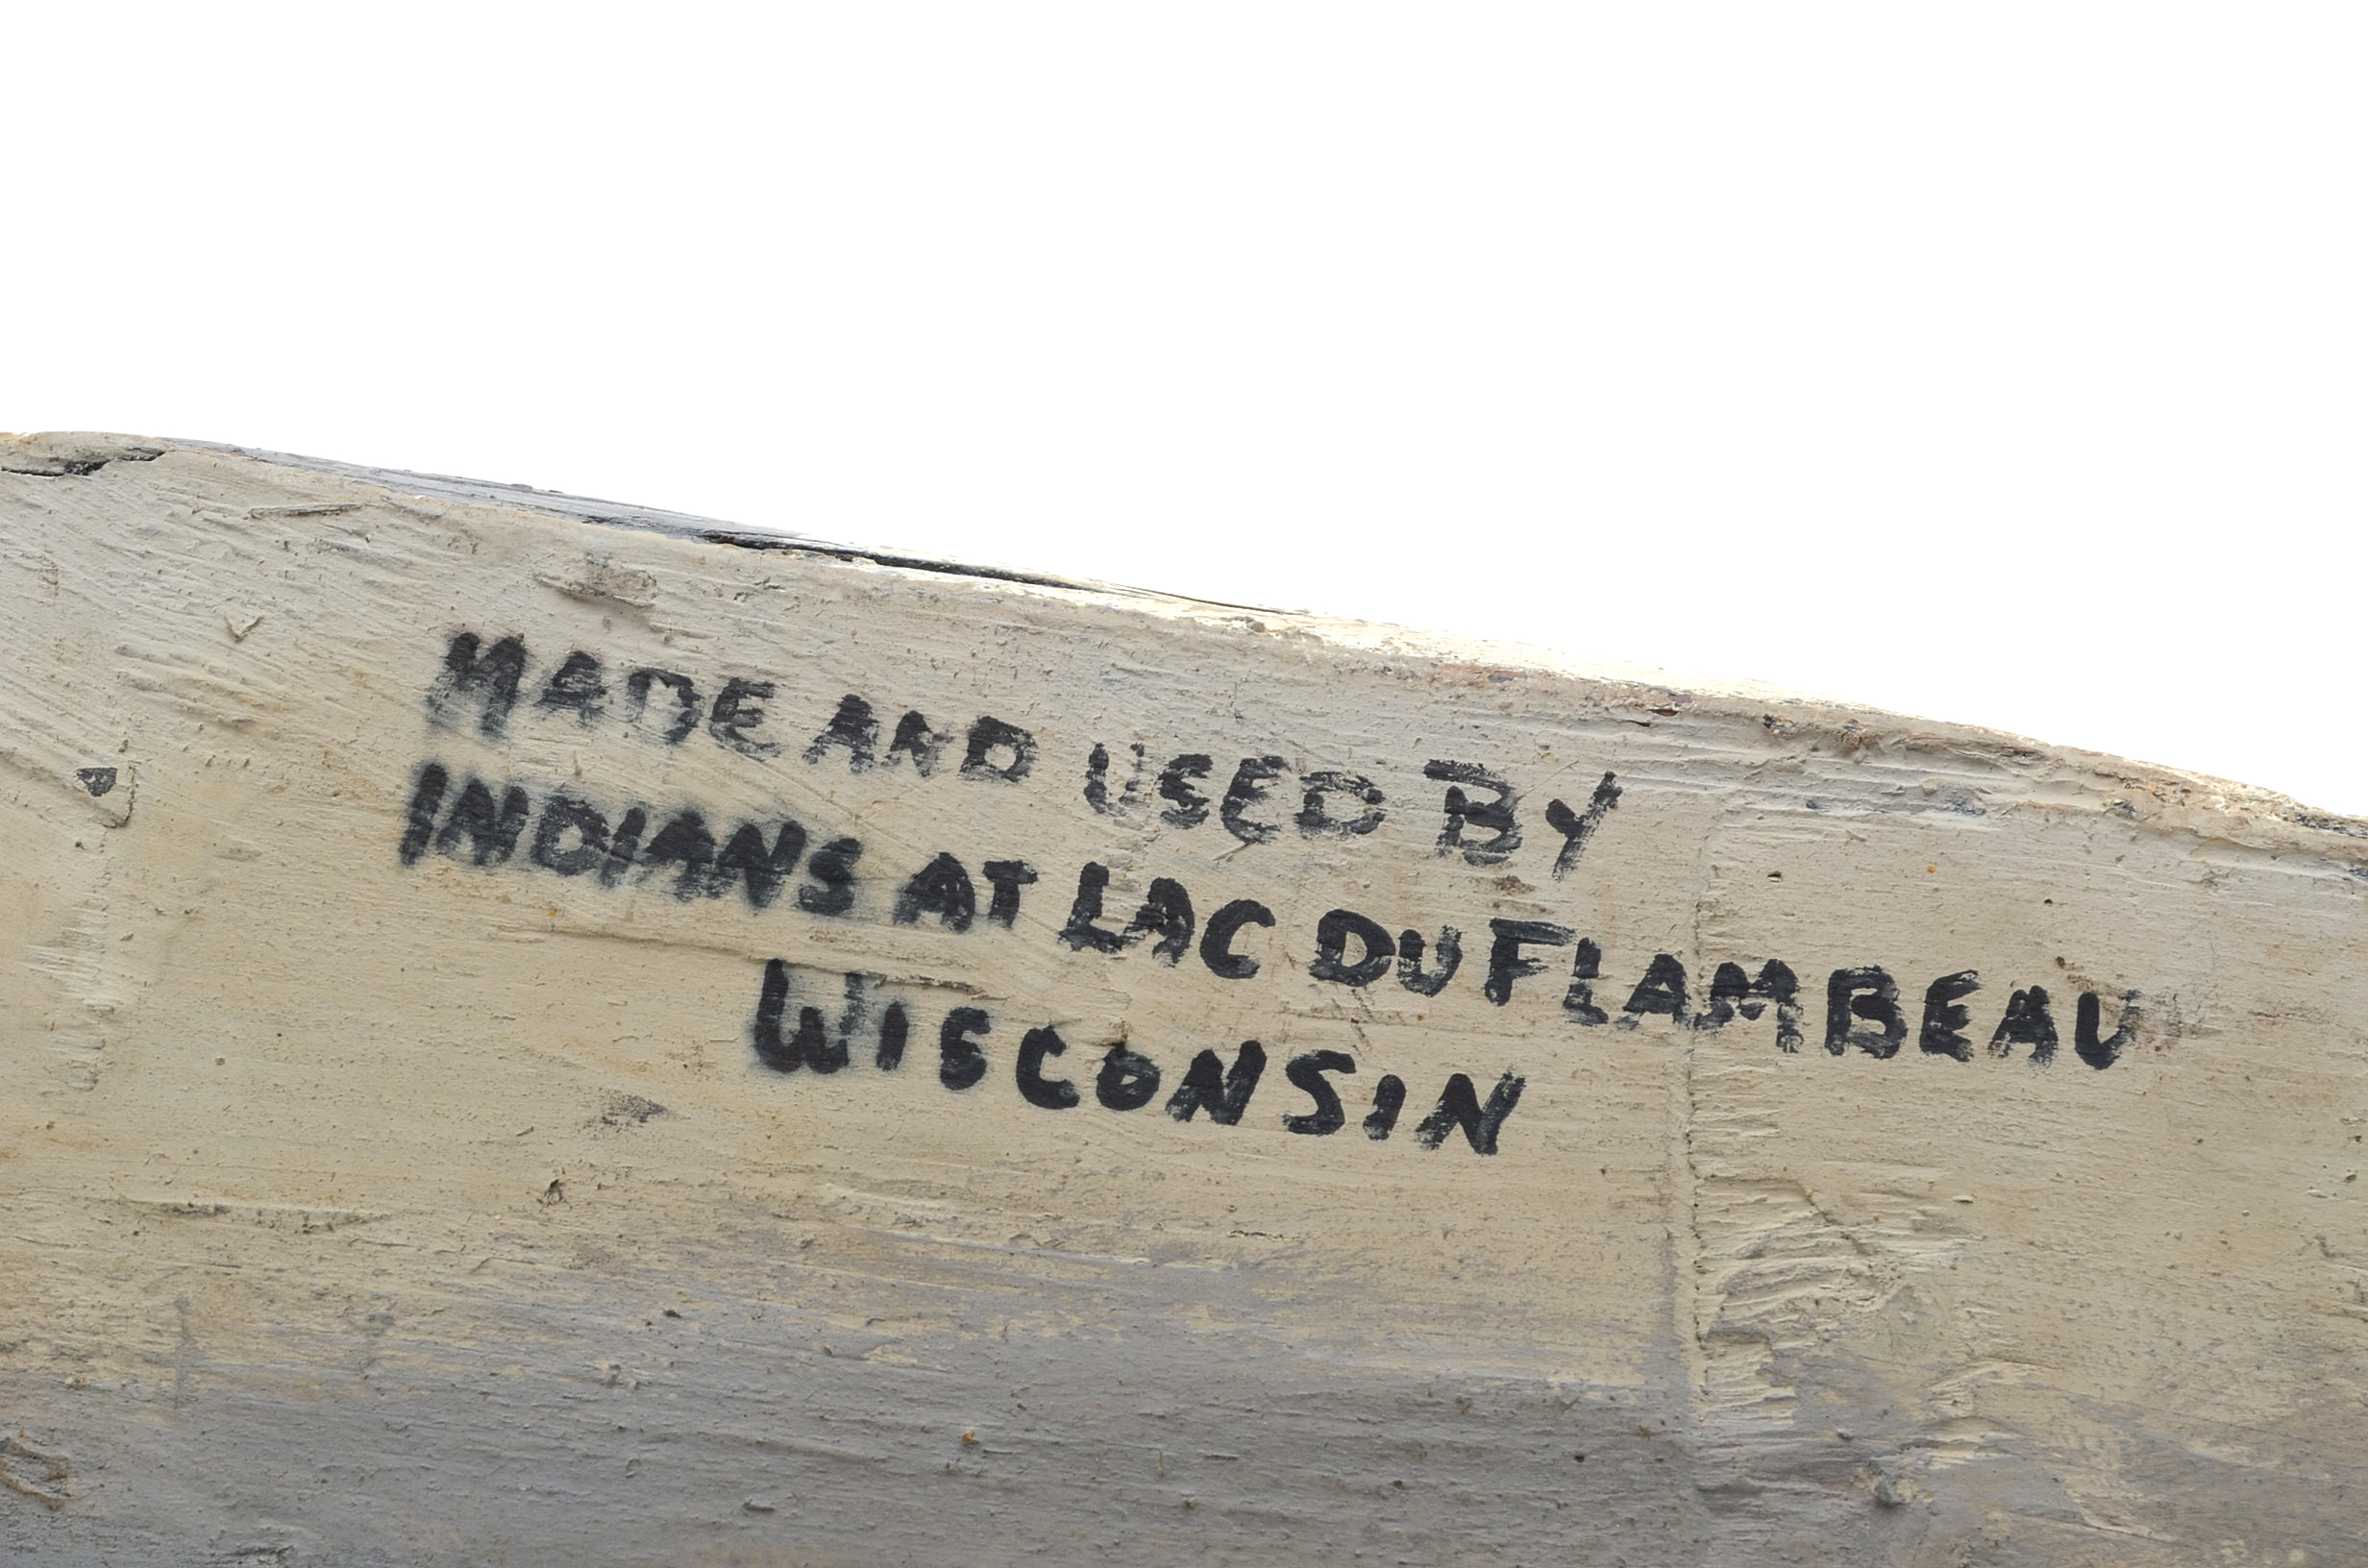 MADE AND USED BY
INDIANS AT LAC DU FLAMBEAU
WISCONSIN